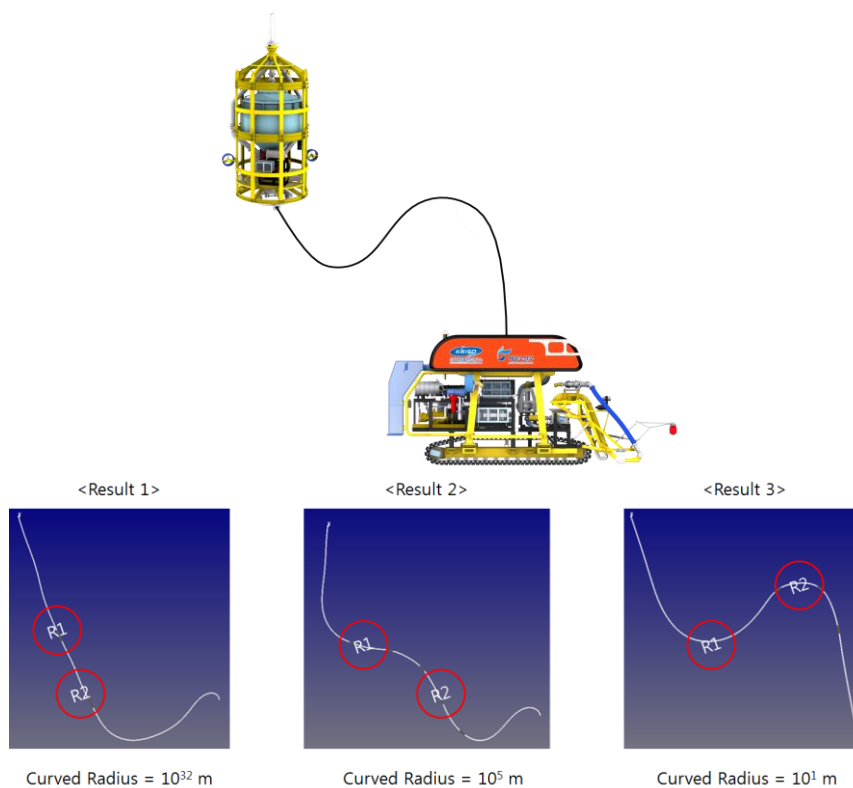 KRISO
<Result 1>
<Result 2>
<Result 3>
R1
R2
R1
R2
R1
R2
Curved Radius = 10³² m
Curved Radius = 10⁵ m
Curved Radius = 10¹ m